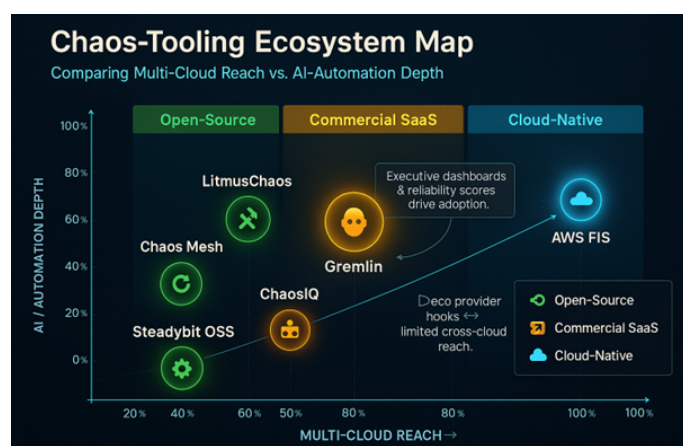 Chaos-Tooling Ecosystem Map
Comparing Multi-Cloud Reach vs. AI-Automation Depth
Open-Source
Commercial SaaS
Cloud-Native
AI / AUTOMATION DEPTH
100%
80%
60%
40%
20%
0%
LitmusChaos
Chaos Mesh
Steadybit OSS
Gremlin
ChaosIQ
Executive dashboards
& reliability scores
drive adoption.
AWS FIS
Deco provider
hooks ↔
limited cross-cloud
reach.
Open-Source
Commercial SaaS
Cloud-Native
20%
40%
60%
50%
80%
80%
100%
100%
MULTI-CLOUD REACH→